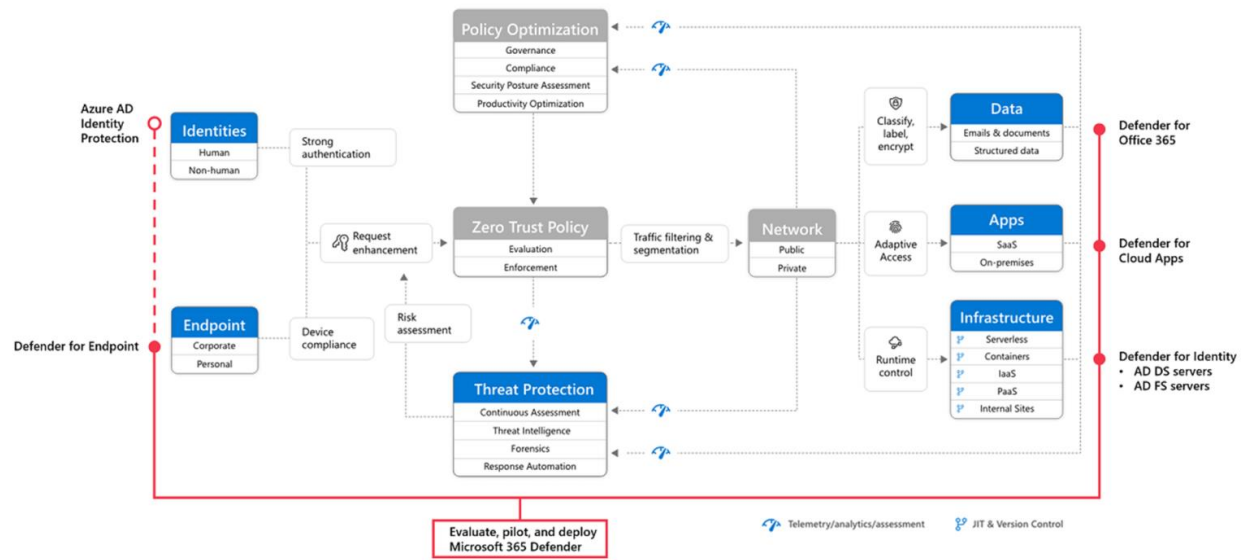 Policy Optimization
Governance
Compliance
Security Posture Assessment
Productivity Optimization
Azure AD
Identity
Protection
Identities
Human
Non-human
Strong
authentication
Classify,
label,
encrypt
Data
Emails & documents
Structured data
Defender for
Office 365
Request
enhancement
Zero Trust Policy
Evaluation
Enforcement
Traffic filtering &
segmentation
Network
Public
Private
Adaptive
Access
Apps
SaaS
On-premises
Defender for
Cloud Apps
Defender for Endpoint
Endpoint
Corporate
Personal
Device
compliance
Risk
assessment
Runtime
control
Infrastructure
Serverless
Containers
IaaS
PaaS
Internal Sites
Defender for Identity
• AD DS servers
• AD FS servers
Threat Protection
Continuous Assessment
Threat Intelligence
Forensics
Response Automation
Evaluate, pilot, and deploy
Microsoft 365 Defender
Telemetry/analytics/assessment
JIT & Version Control